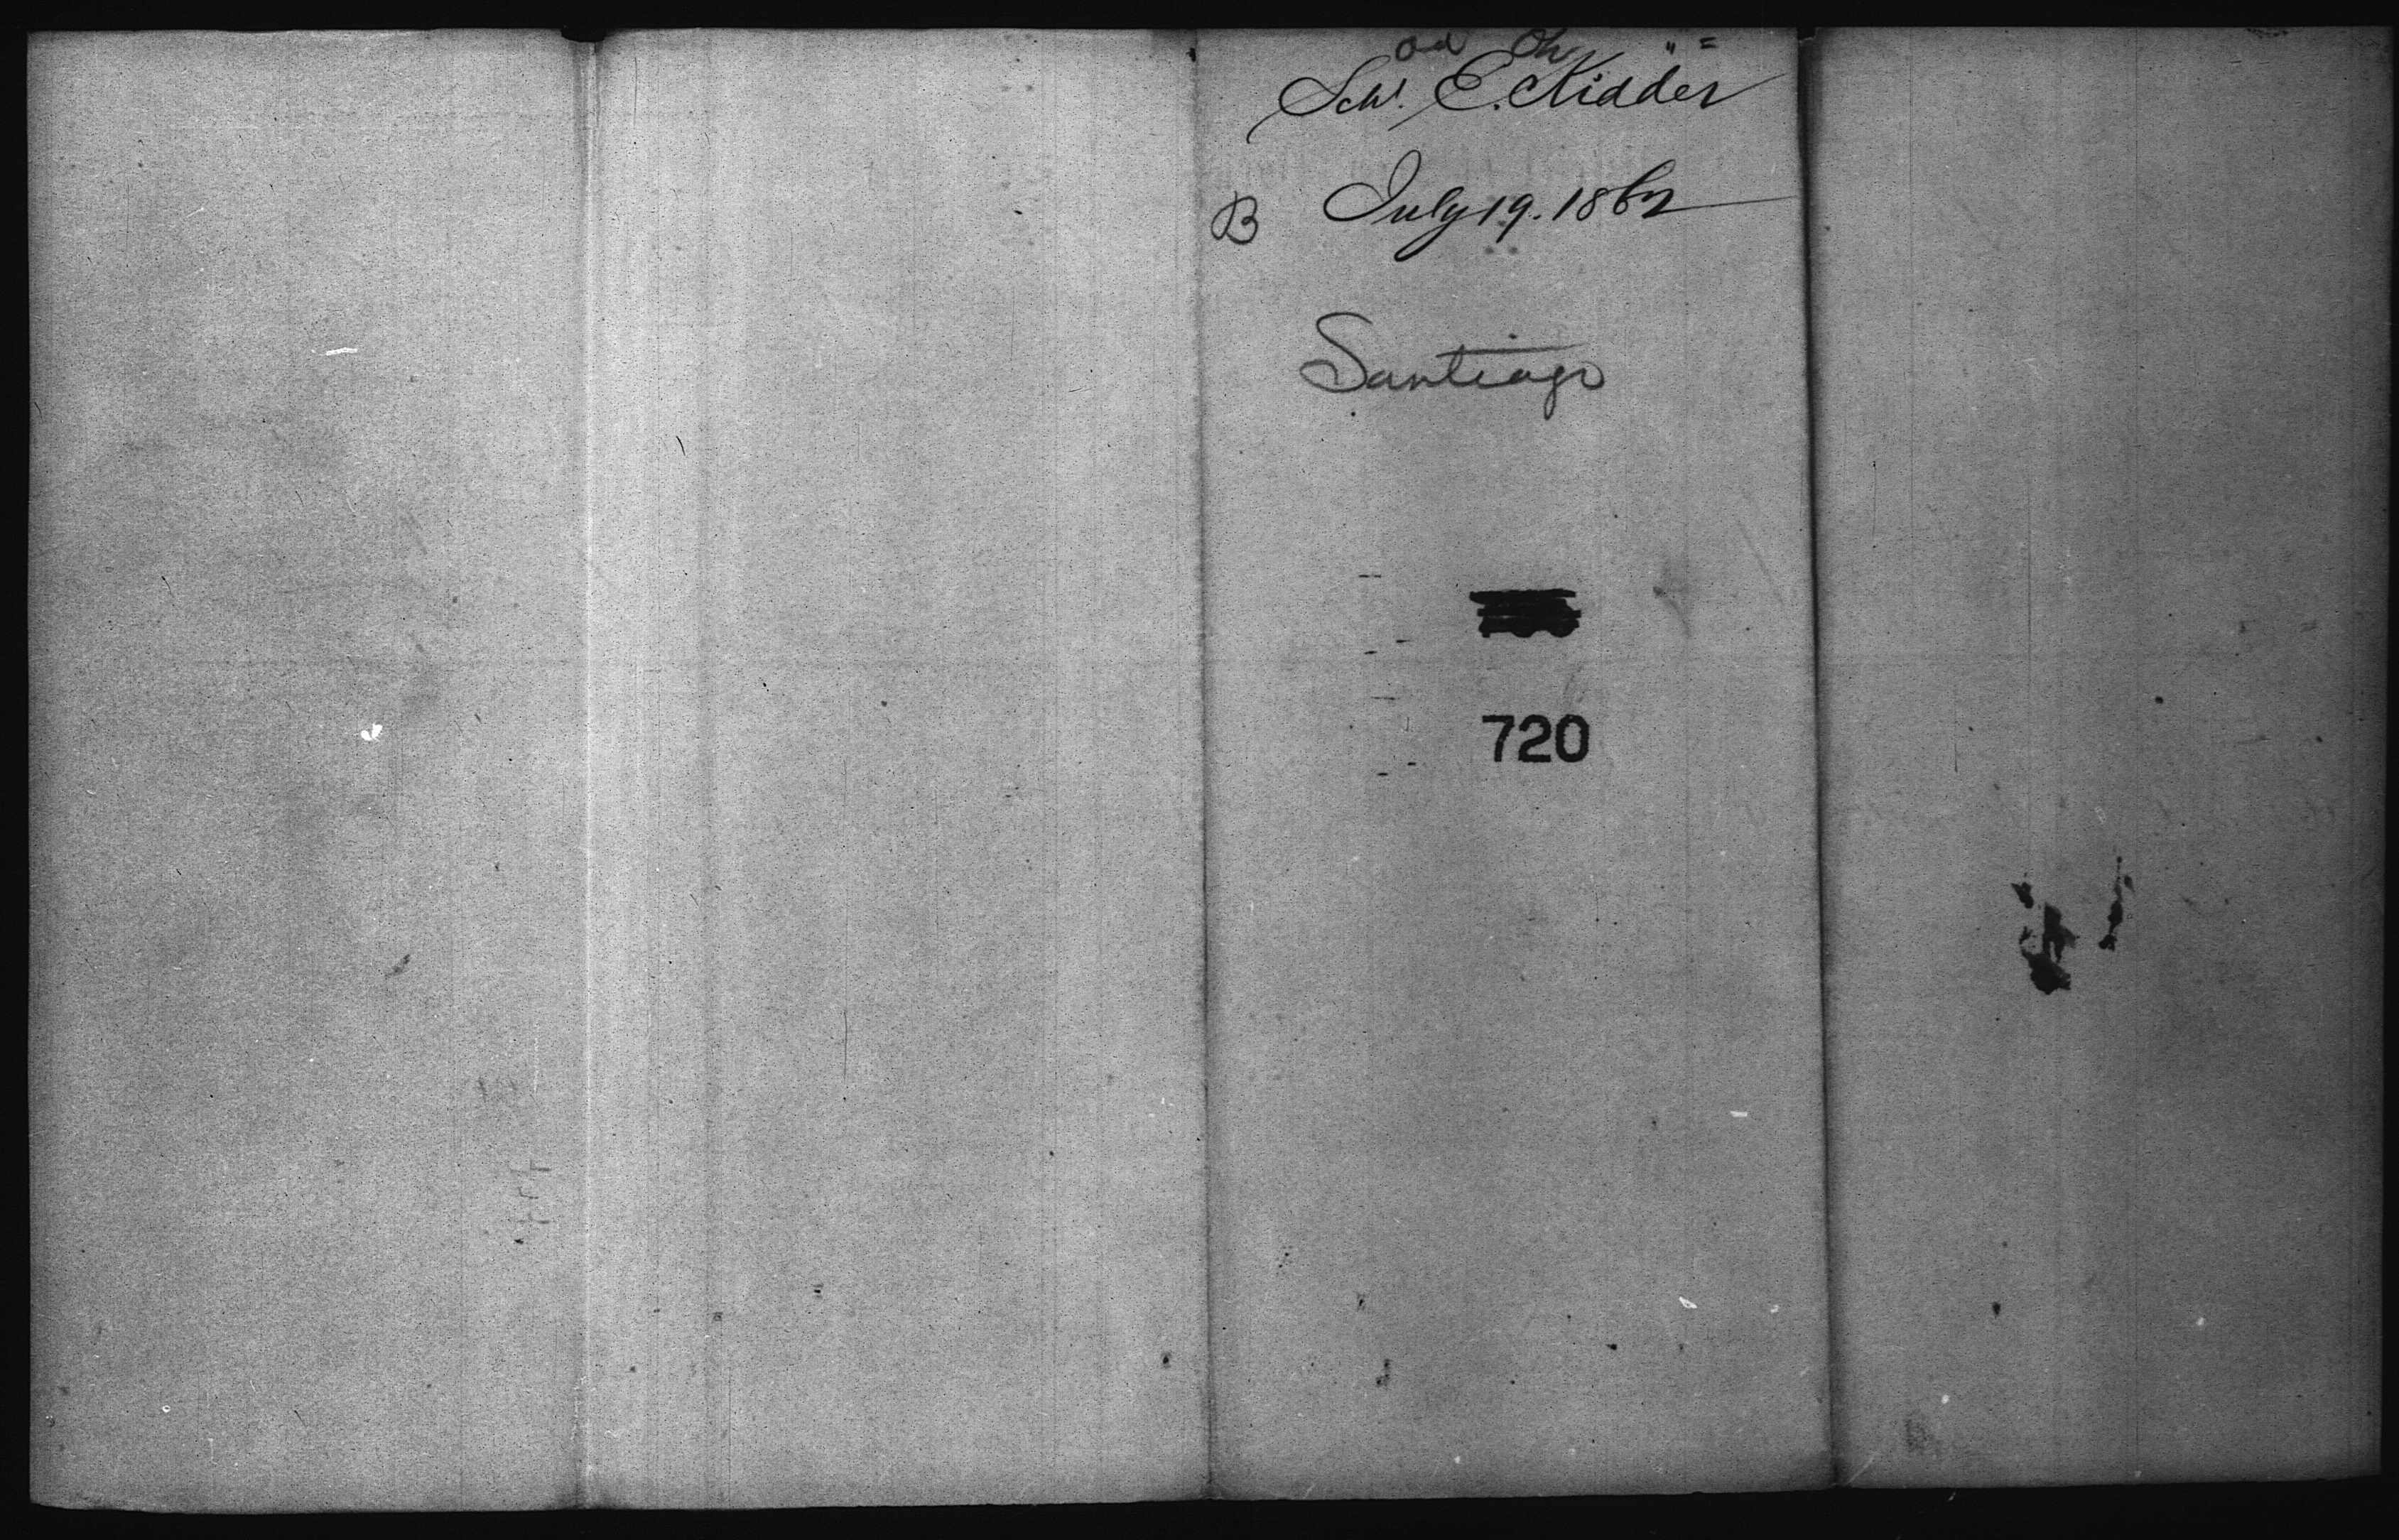 Schr. E. Kidder
B July 19. 1862
Santiago
720